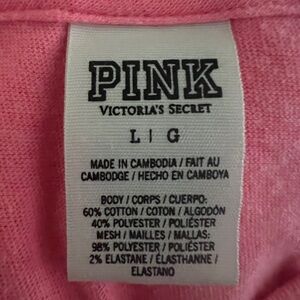 PINK
VICTORIA'S SECRET
L | G
MADE IN CAMBODIA / FAIT AU
CAMBODGE / HECHO EN CAMBOYA
BODY / CORPS / CUERPO:
60% COTTON / COTON / ALGODÓN
40% POLYESTER / POLIÉSTER
MESH / MAILLES / MALLAS:
98% POLYESTER / POLIÉSTER
2% ELASTANE / ÉLASTHANNE /
ELASTANO